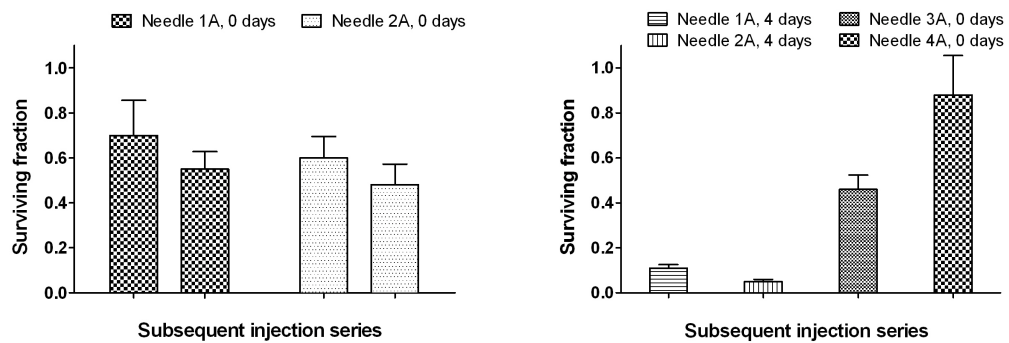 Needle 1A, 0 days
Needle 2A, 0 days
Surviving fraction
1.0
0.8
0.6
0.4
0.2
0.0
Subsequent injection series
Needle 1A, 4 days
Needle 3A, 0 days
Needle 2A, 4 days
Needle 4A, 0 days
Surviving fraction
1.0
0.8
0.6
0.4
0.2
0.0
Subsequent injection series